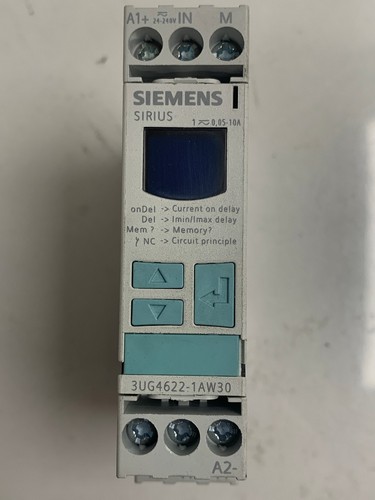 A1+ 24-240V IN M
SIEMENS
SIRIUS
1 0,05-10A
onDel -> Current on delay
Del -> Imin/Imax delay
Mem ? -> Memory?
NC -> Circuit principle
3UG4622-1AW30
A2-